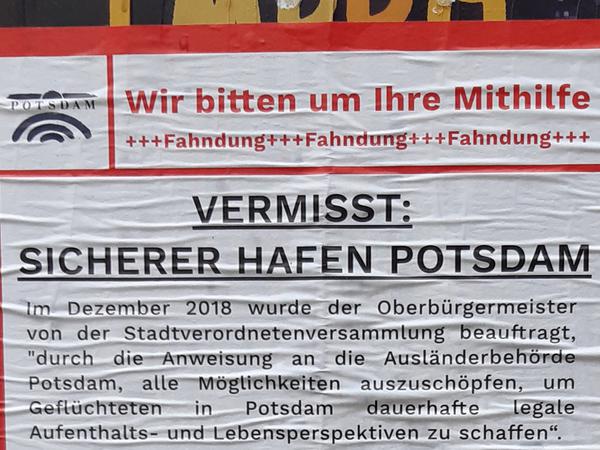 POTSDAM
Wir bitten um Ihre Mithilfe
+++Fahndung+++Fahndung+++Fahndung+++
VERMISST:
SICHERER HAFEN POTSDAM
Im Dezember 2018 wurde der Oberbürgermeister
von der Stadtverordnetenversammlung beauftragt,
"durch die Anweisung an die Ausländerbehörde
Potsdam, alle Möglichkeiten auszuschöpfen, um
Geflüchteten in Potsdam dauerhafte legale
Aufenthalts- und Lebensperspektiven zu schaffen“.